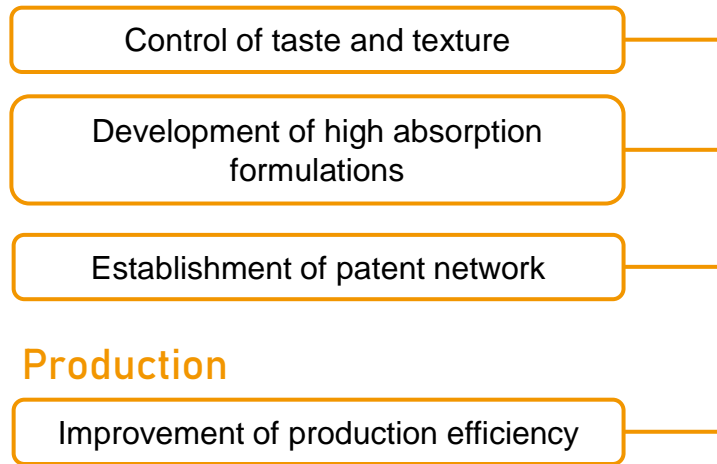 Control of taste and texture
Development of high absorption
formulations
Establishment of patent network
Production
Improvement of production efficiency